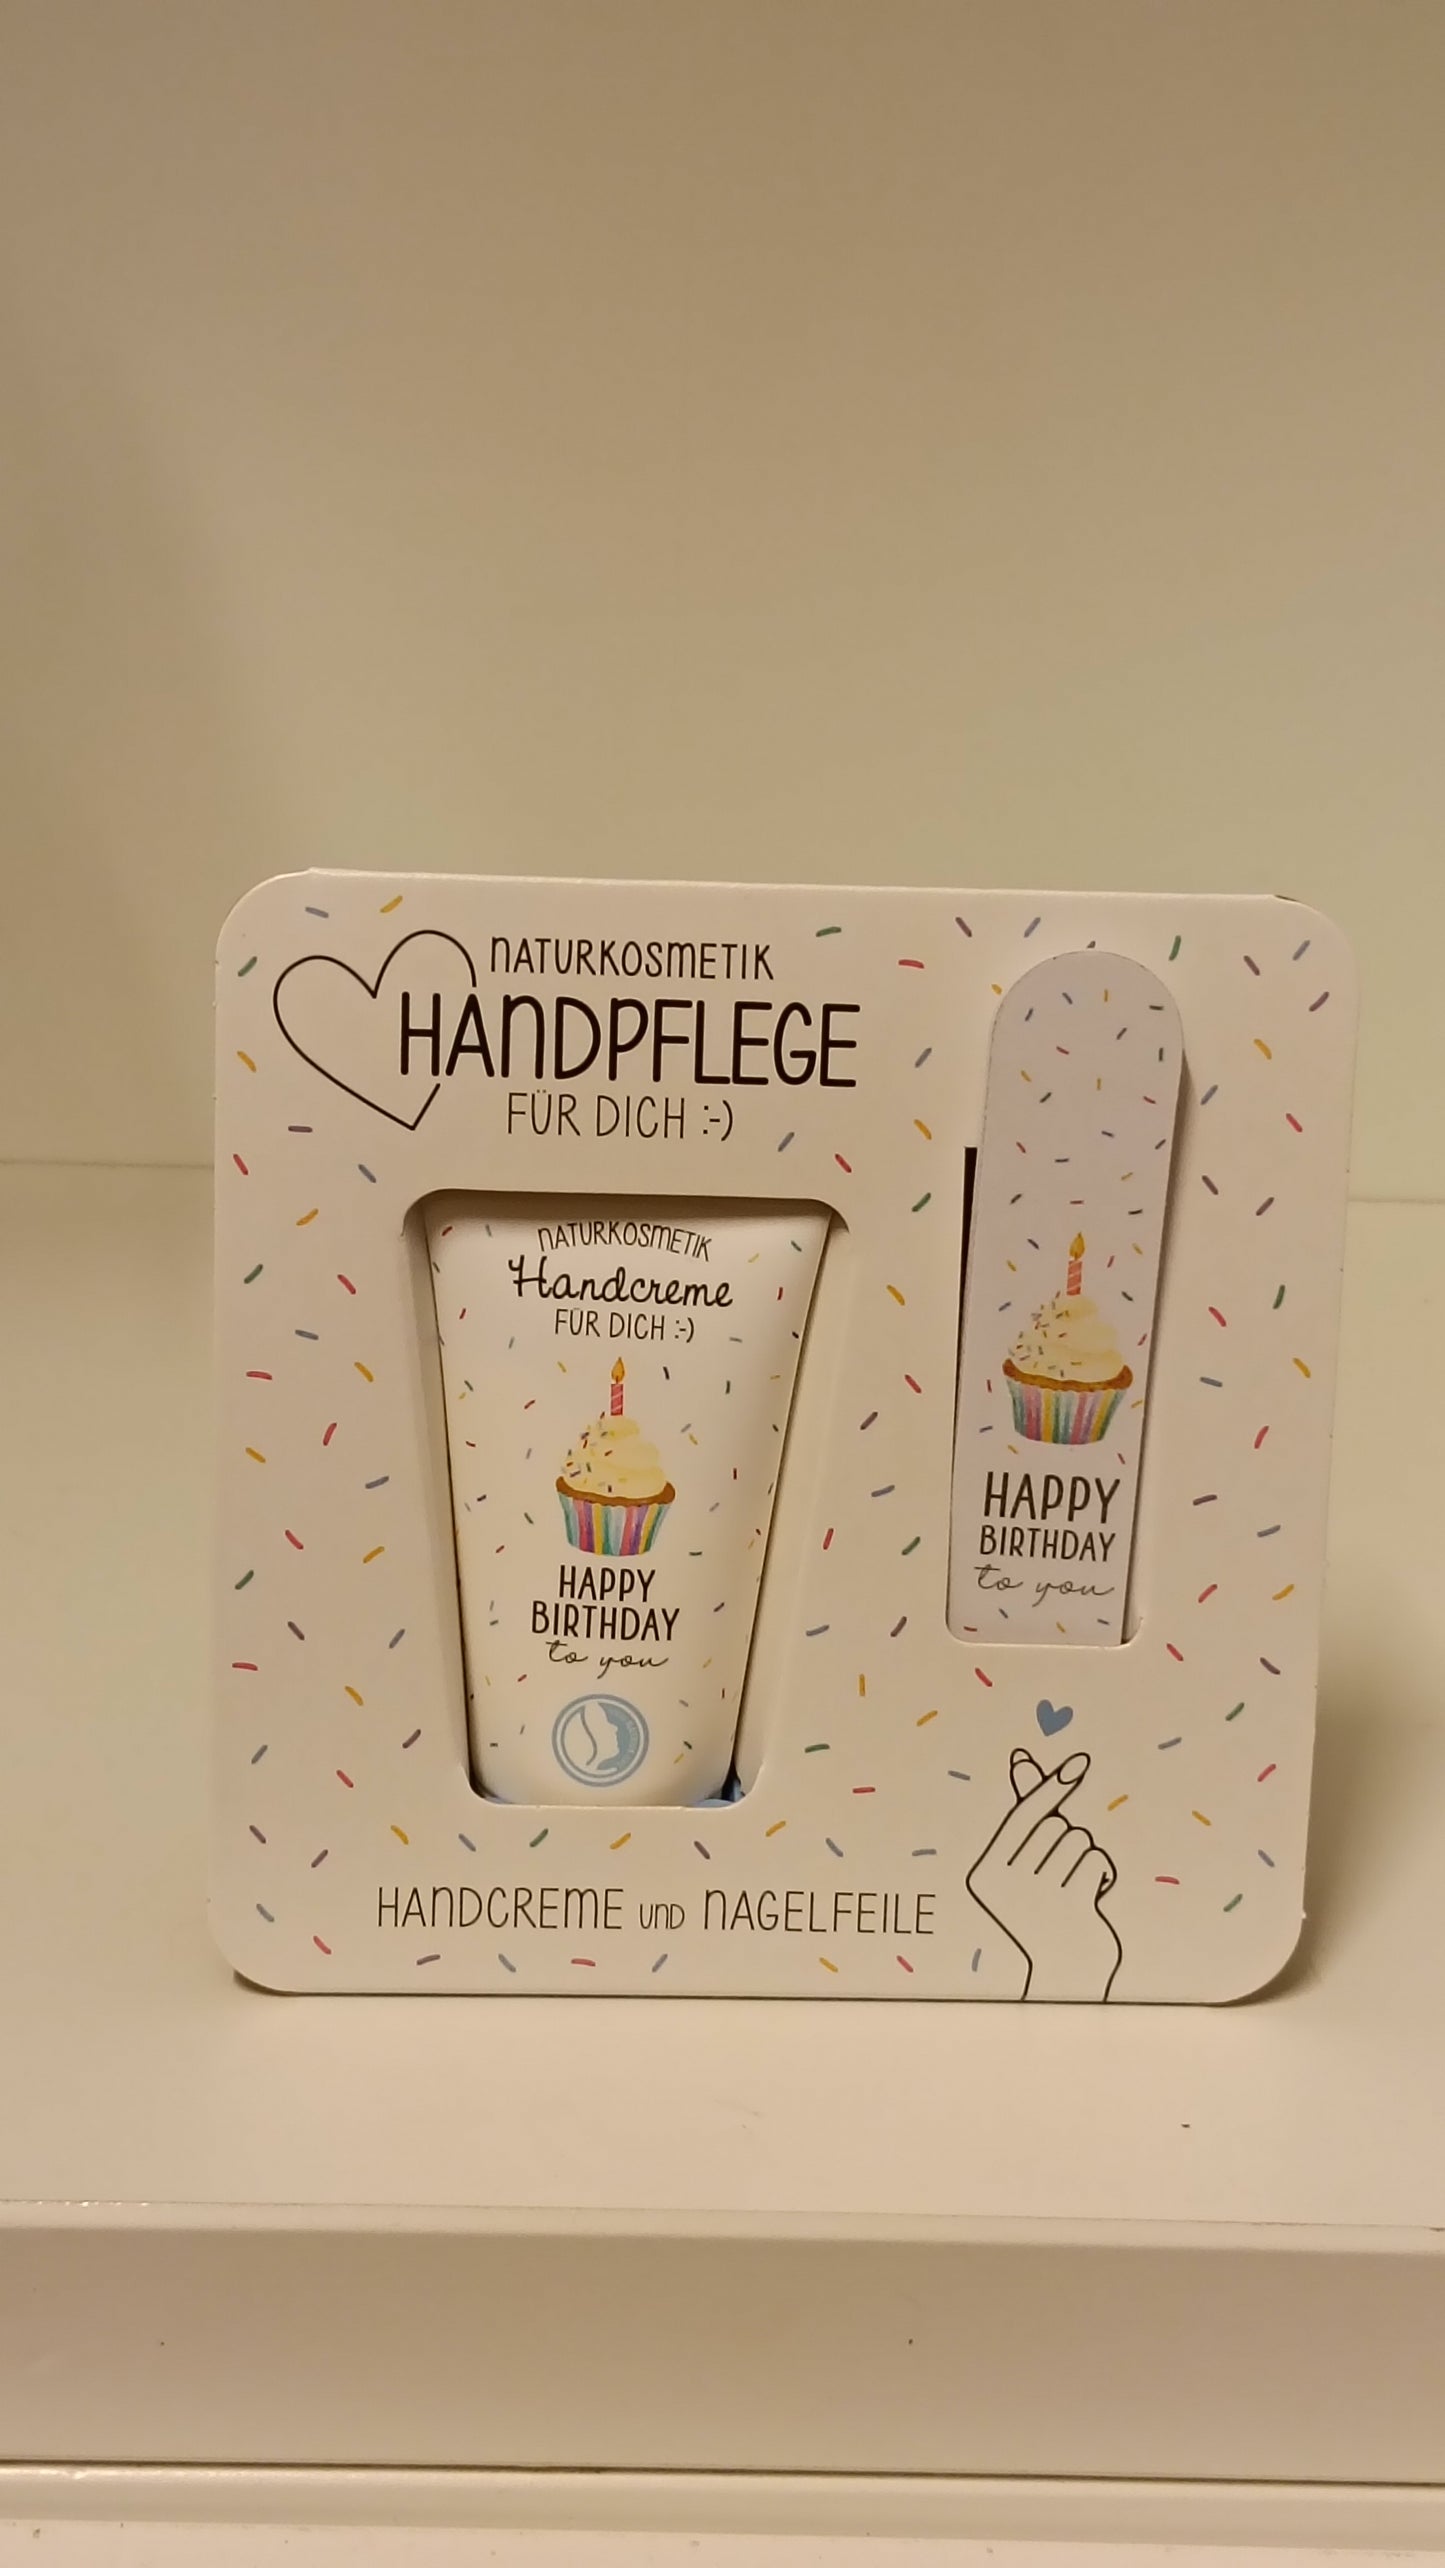 NATURKOSMETIK
HANDPFLEGE
FÜR DICH :-)
NATURKOSMETIK
Handcreme
FÜR DICH :-)
HAPPY
BIRTHDAY
to you
HAPPY
BIRTHDAY
to you
HANDCREME UND NAGELFEILE